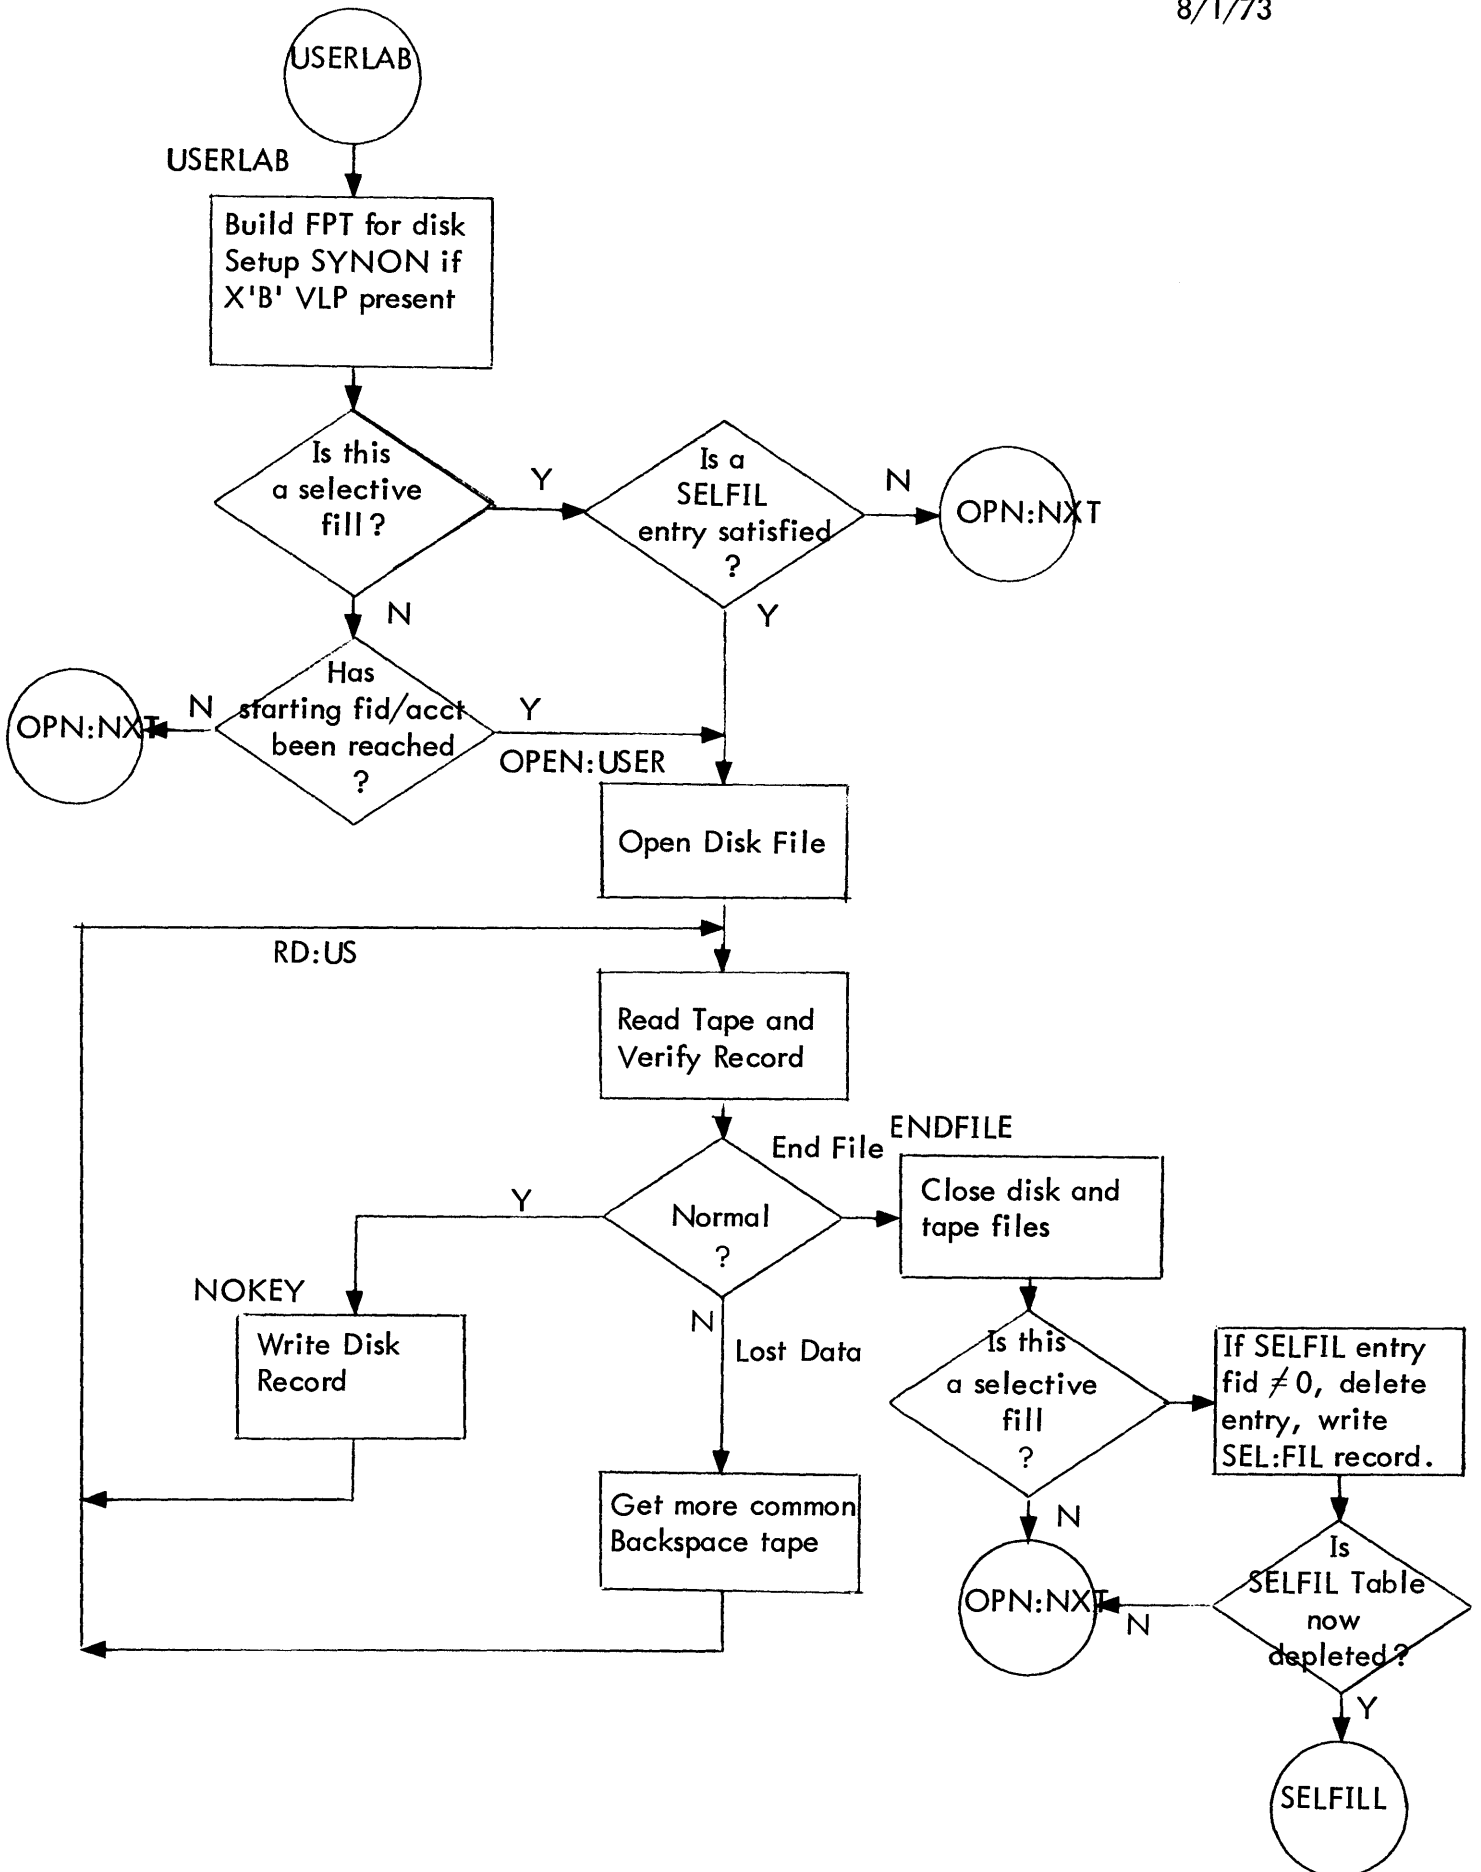 8/1/73
USERLAB
USERLAB
Build FPT for disk
Setup SYNON if
X'B' VLP present
Is this
a selective
fill?
Y
Is a
SELFIL
entry satisfied
?
N
OPN:NXT
N
Y
Has
starting fid/acct
been reached
?
N
OPN:NXT
Y
OPEN:USER
Open Disk File
RD:US
Read Tape and
Verify Record
Normal
?
End File
ENDFILE
Close disk and
tape files
Y
NOKEY
Write Disk
Record
N
Lost Data
Get more common
Backspace tape
Is this
a selective
fill
?
If SELFIL entry
fid ≠ 0, delete
entry, write
SEL:FIL record.
N
OPN:NXT
Is
SELFIL Table
now
depleted?
N
Y
SELFILL